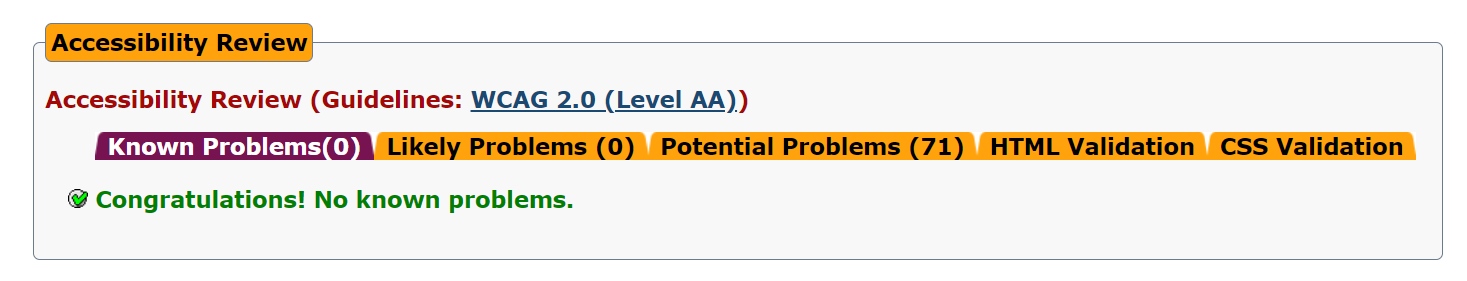 Accessibility Review
Accessibility Review (Guidelines: WCAG 2.0 (Level AA))
Known Problems(0) Likely Problems (0) Potential Problems (71) HTML Validation CSS Validation
Congratulations! No known problems.